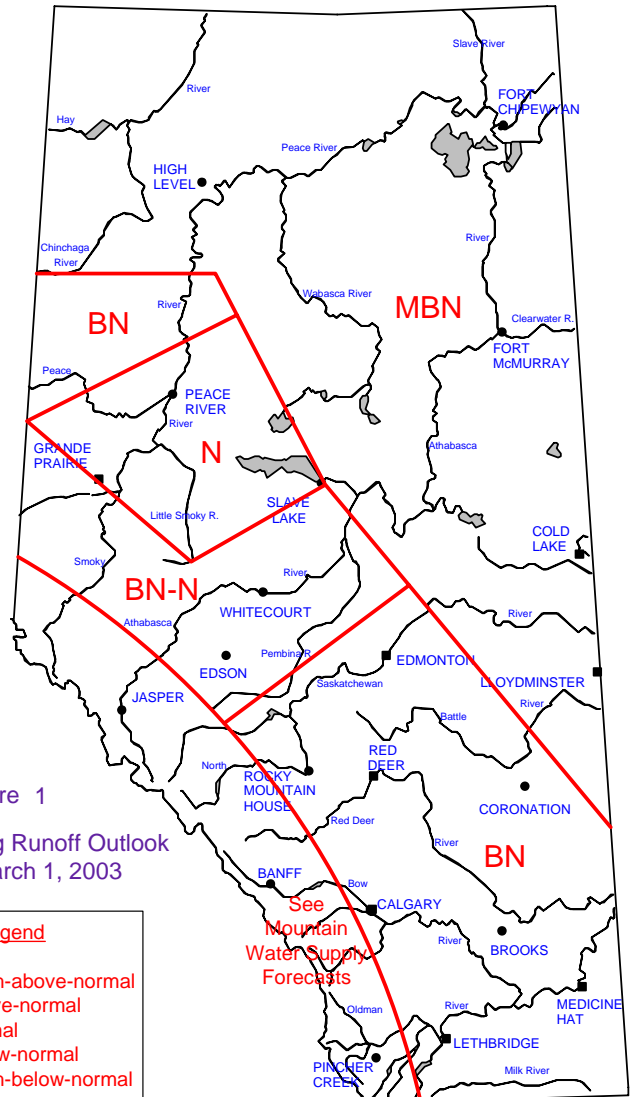 Slave River
River
FORT
CHIPEWYAN
Hay
Peace River
HIGH
LEVEL
River
Chinchaga
River
Wabasca River
River
MBN
BN
Clearwater R.
FORT
McMURRAY
Peace
PEACE
RIVER
River
N
Athabasca
GRANDE
PRAIRIE
SLAVE
LAKE
Little Smoky R.
COLD
LAKE
Smoky
River
BN-N
WHITECOURT
River
Athabasca
Pembina R.
EDSON
EDMONTON
Saskatchewan
LLOYDMINSTER
River
JASPER
Battle
North
ROCKY
MOUNTAIN
HOUSE
RED
DEER
CORONATION
re 1
Red Deer
g Runoff Outlook
arch 1, 2003
River
BN
BANFF
Bow
CALGARY
See
Mountain
Water Supply
Forecasts
River
BROOKS
gend
h-above-normal
ve-normal
mal
w-normal
h-below-normal
Oldman
River
MEDICINE
HAT
LETHBRIDGE
PINCHER
CREEK
Milk River